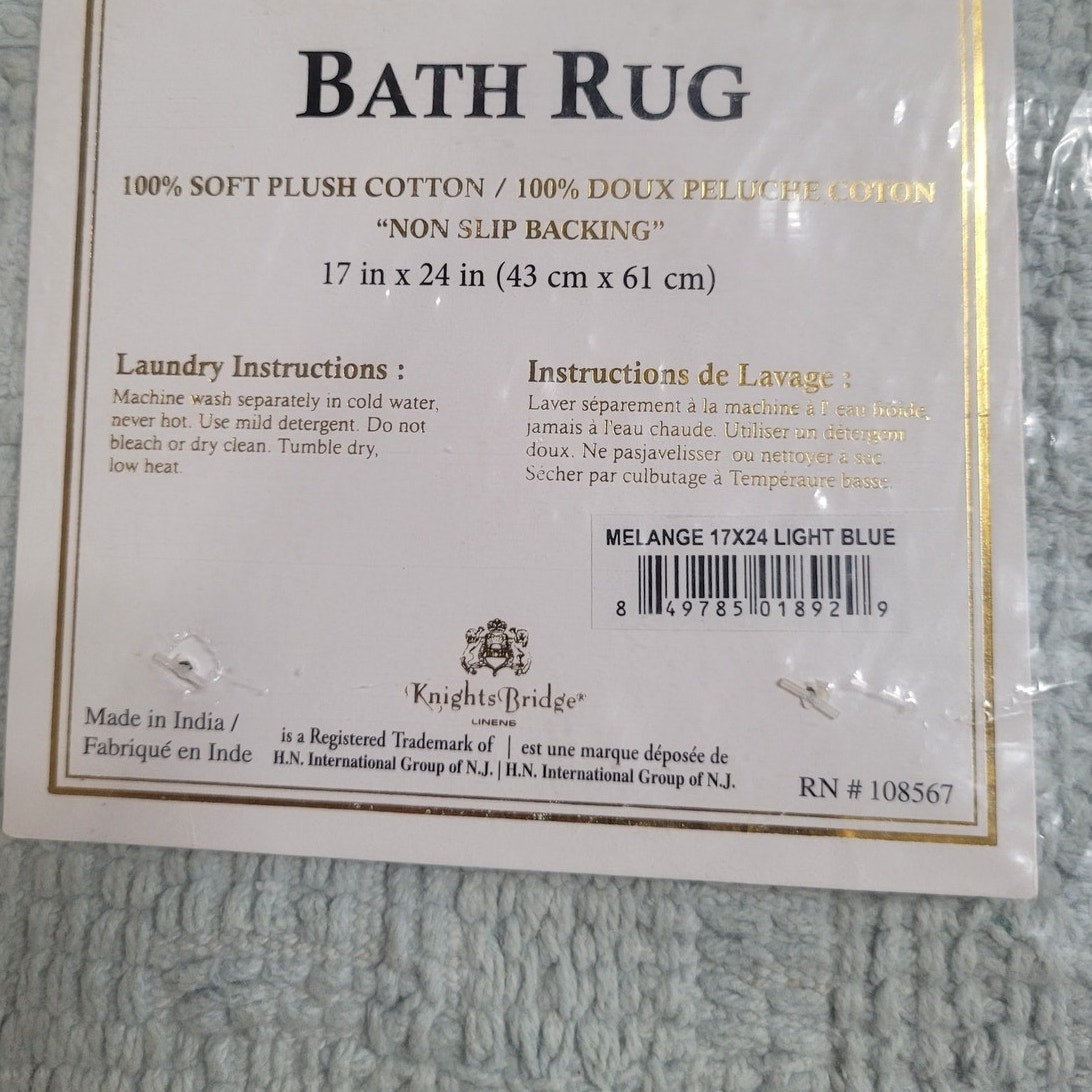 BATH RUG
100% SOFT PLUSH COTTON / 100% DOUX PELUCHE COTON
“NON SLIP BACKING”
17 in x 24 in (43 cm x 61 cm)
Laundry Instructions :
Machine wash separately in cold water,
never hot. Use mild detergent. Do not
bleach or dry clean. Tumble dry,
low heat.
Instructions de Lavage :
Laver séparement à la machine à l' eau froide,
jamais à l'eau chaude. Utiliser un détergent
doux. Ne pasjavelisser ou nettoyer a sac.
Sécher par culbutage à Tempéraure basse.
MELANGE 17X24 LIGHT BLUE
8 49785 01892 9
KnightsBridge®
LINENS
Made in India /
Fabriqué en Inde
is a Registered Trademark of | est une marque déposée de
H.N. International Group of N.J. | H.N. International Group of N.J.
RN # 108567